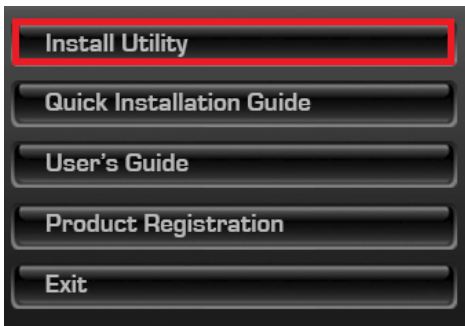 Install Utility
Quick Installation Guide
User's Guide
Product Registration
Exit